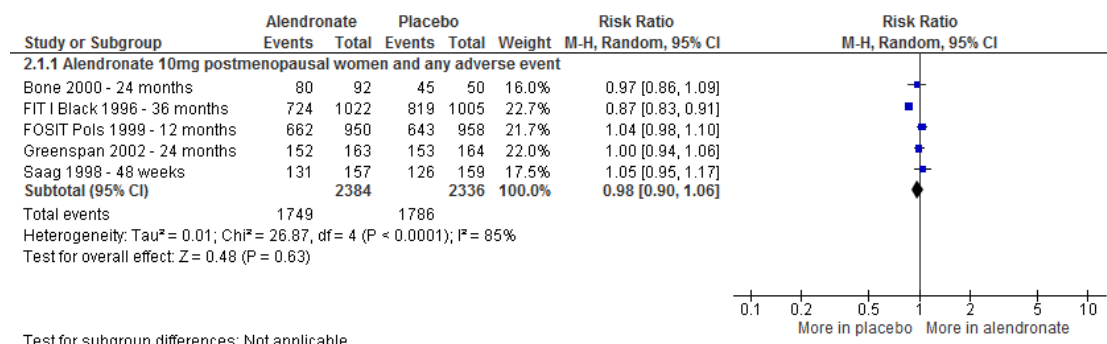 Alendronate Placebo Risk Ratio Risk Ratio
Study or Subgroup Events Total Events Total Weight M-H, Random, 95% CI M-H, Random, 95% CI
2.1.1 Alendronate 10mg postmenopausal women and any adverse event
Bone 2000 - 24 months 80 92 45 50 16.0% 0.97 [0.86, 1.09]
FIT I Black 1996 - 36 months 724 1022 819 1005 22.7% 0.87 [0.83, 0.91]
FOSIT Pols 1999 - 12 months 662 950 643 958 21.7% 1.04 [0.98, 1.10]
Greenspan 2002 - 24 months 152 163 153 164 22.0% 1.00 [0.94, 1.06]
Saag 1998 - 48 weeks 131 157 126 159 17.5% 1.05 [0.95, 1.17]
Subtotal (95% CI) 2384 2336 100.0% 0.98 [0.90, 1.06]
Total events 1749 1786
Heterogeneity: Tau² = 0.01; Chi² = 26.87, df = 4 (P < 0.0001); I² = 85%
Test for overall effect: Z = 0.48 (P = 0.63)
0.1 0.2 0.5 1 2 5 10
More in placebo More in alendronate
Test for subgroup differences: Not applicable